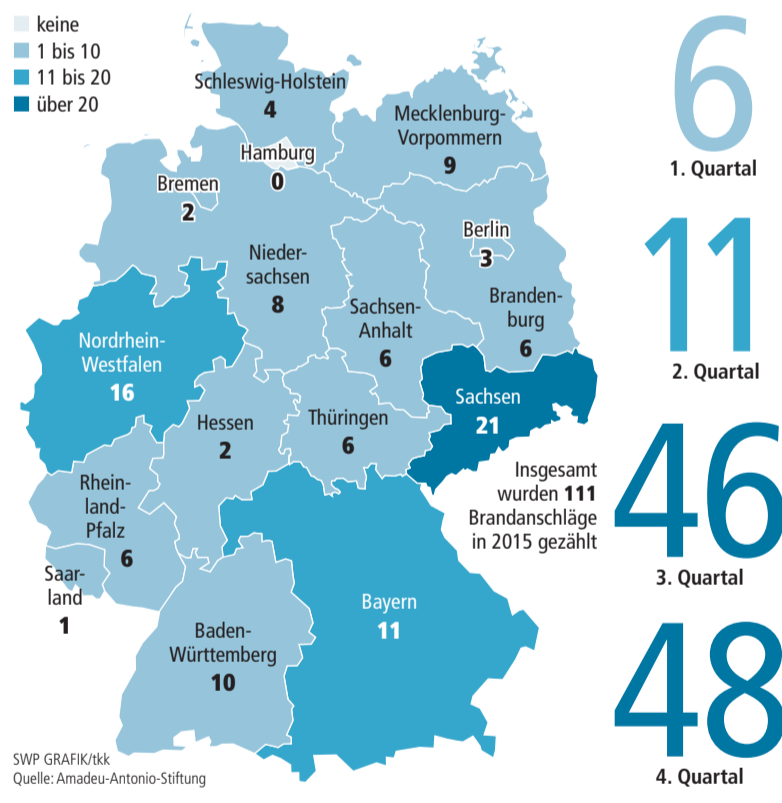 keine
1 bis 10
11 bis 20
über 20
Schleswig-Holstein
4
Mecklenburg-
Vorpommern
9
Hamburg
0
Bremen
2
Berlin
3
Nieder-
sachsen
8
Sachsen-
Anhalt
6
Branden-
burg
6
Nordrhein-
Westfalen
16
Sachsen
21
Hessen
2
Thüringen
6
Rhein-
land-
Pfalz
6
Saar-
land
1
Bayern
11
Baden-
Württemberg
10
Insgesamt
wurden 111
Brandanschläge
in 2015 gezählt
6
1. Quartal
11
2. Quartal
46
3. Quartal
48
4. Quartal
SWP GRAFIK/tkk
Quelle: Amadeu-Antonio-Stiftung